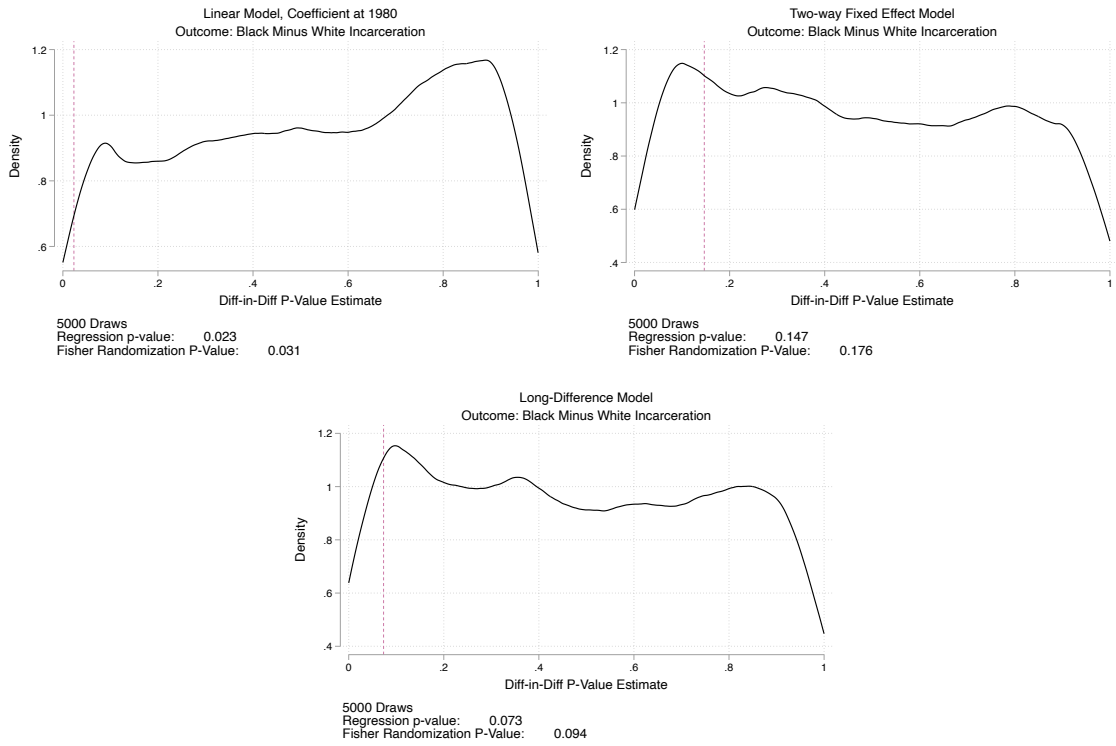 Linear Model, Coefficient at 1980
Outcome: Black Minus White Incarceration
1.2
1
.8
.6
Density
0 .2 .4 .6 .8 1
Diff-in-Diff P-Value Estimate
5000 Draws
Regression p-value: 0.023
Fisher Randomization P-Value: 0.031
Two-way Fixed Effect Model
Outcome: Black Minus White Incarceration
1.2
1
.8
.6
.4
Density
0 .2 .4 .6 .8 1
Diff-in-Diff P-Value Estimate
5000 Draws
Regression p-value: 0.147
Fisher Randomization P-Value: 0.176
Long-Difference Model
Outcome: Black Minus White Incarceration
1.2
1
.8
.6
.4
Density
0 .2 .4 .6 .8 1
Diff-in-Diff P-Value Estimate
5000 Draws
Regression p-value: 0.073
Fisher Randomization P-Value: 0.094